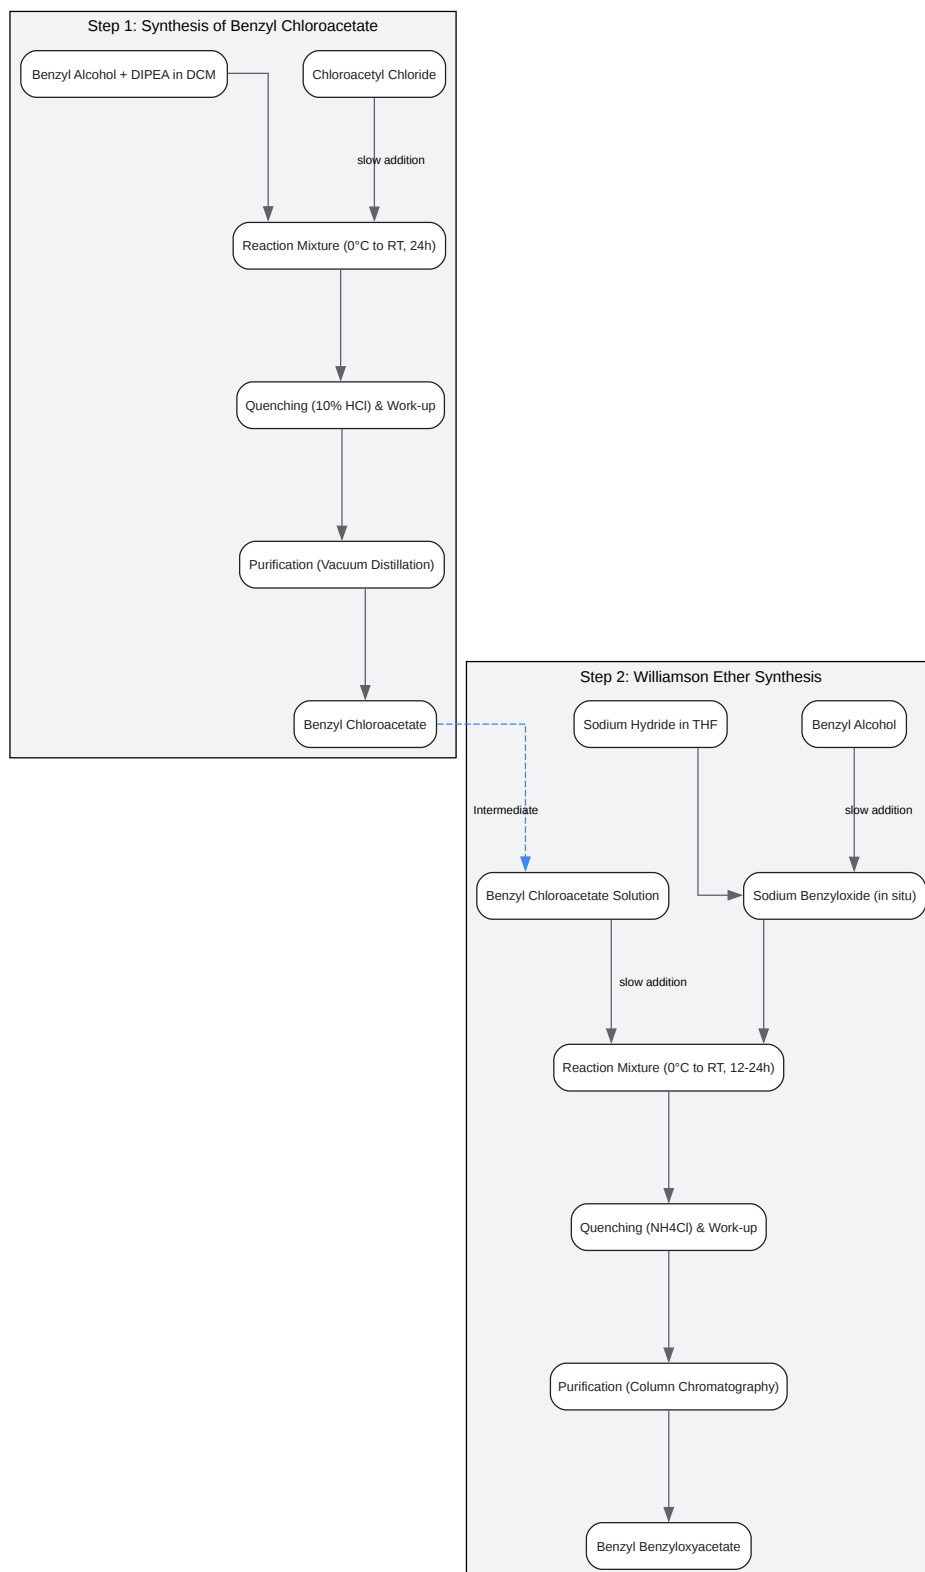 Step 1: Synthesis of Benzyl Chloroacetate
Benzyl Alcohol + DIPEA in DCM
Chloroacetyl Chloride
slow addition
Reaction Mixture (0°C to RT, 24h)
Quenching (10% HCl) & Work-up
Purification (Vacuum Distillation)
Benzyl Chloroacetate
Step 2: Williamson Ether Synthesis
Sodium Hydride in THF
Benzyl Alcohol
Intermediate
slow addition
Benzyl Chloroacetate Solution
Sodium Benzyloxide (in situ)
slow addition
Reaction Mixture (0°C to RT, 12-24h)
Quenching (NH4Cl) & Work-up
Purification (Column Chromatography)
Benzyl Benzyloxyacetate